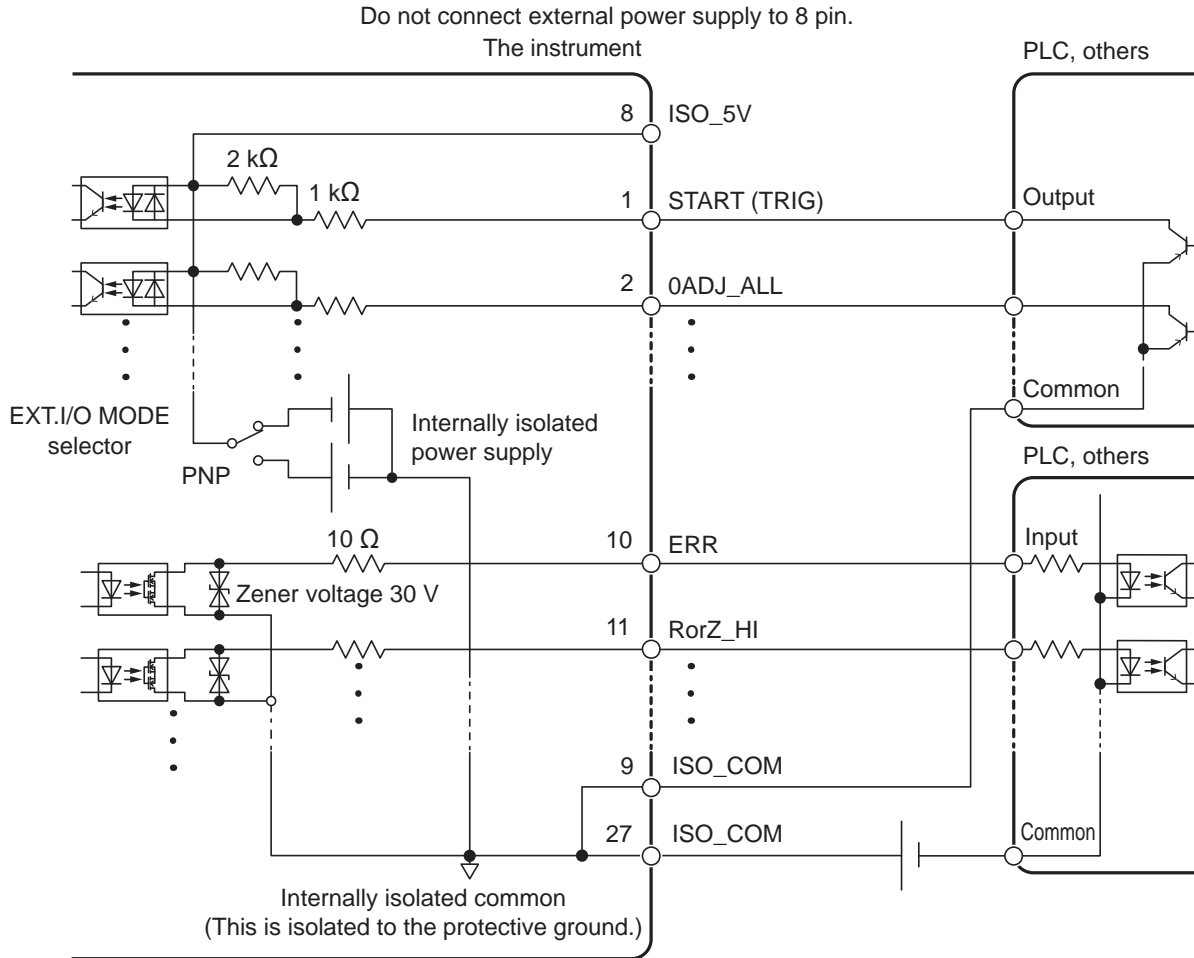 Do not connect external power supply to 8 pin.
The instrument
PLC, others
8 ISO_5V
2 kΩ
1 kΩ
1 START (TRIG)
Output
2 0ADJ_ALL
Common
EXT.I/O MODE
selector
PNP
Internally isolated
power supply
PLC, others
10 Ω
10 ERR
Input
Zener voltage 30 V
11 RorZ_HI
9 ISO_COM
27 ISO_COM
Common
Internally isolated common
(This is isolated to the protective ground.)